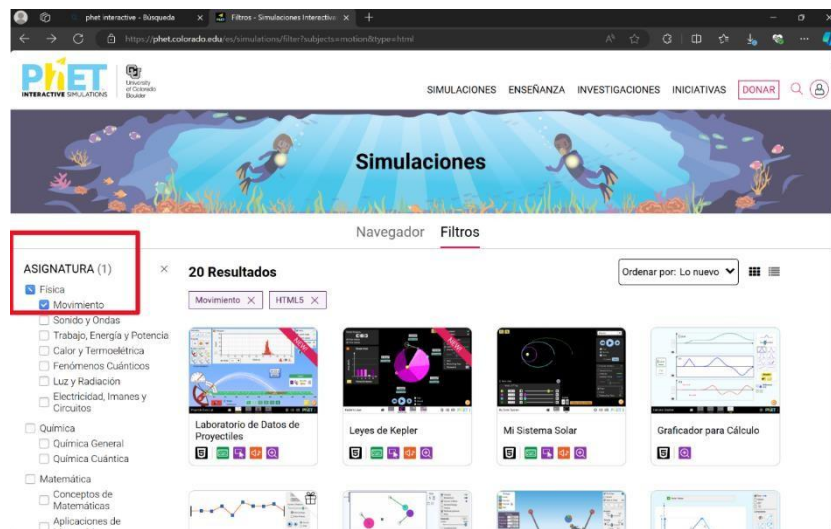 phet interactive - Búsqueda
Filtros - Simulaciones Interactiva
https://phet.colorado.edu/es/simulations/filter?subjects=motion&type=html
PhET
INTERACTIVE SIMULATIONS
University
of Colorado
Boulder
SIMULACIONES ENSEÑANZA INVESTIGACIONES INICIATIVAS DONAR
Simulaciones
Navegador Filtros
ASIGNATURA (1)
20 Resultados
Ordenar por: Lo nuevo
Movimiento HTML5
Física
Movimiento
Sonido y Ondas
Trabajo, Energía y Potencia
Calor y Termoelétrica
Fenómenos Cuánticos
Luz y Radiación
Electricidad, Imanes y
Circuitos
Química
Química General
Química Cuántica
Matemática
Conceptos de
Matemáticas
Aplicaciones de
NEW!
NEW!
Laboratorio de Datos de
Proyectiles
Leyes de Kepler
Mi Sistema Solar
Graficador para Cálculo